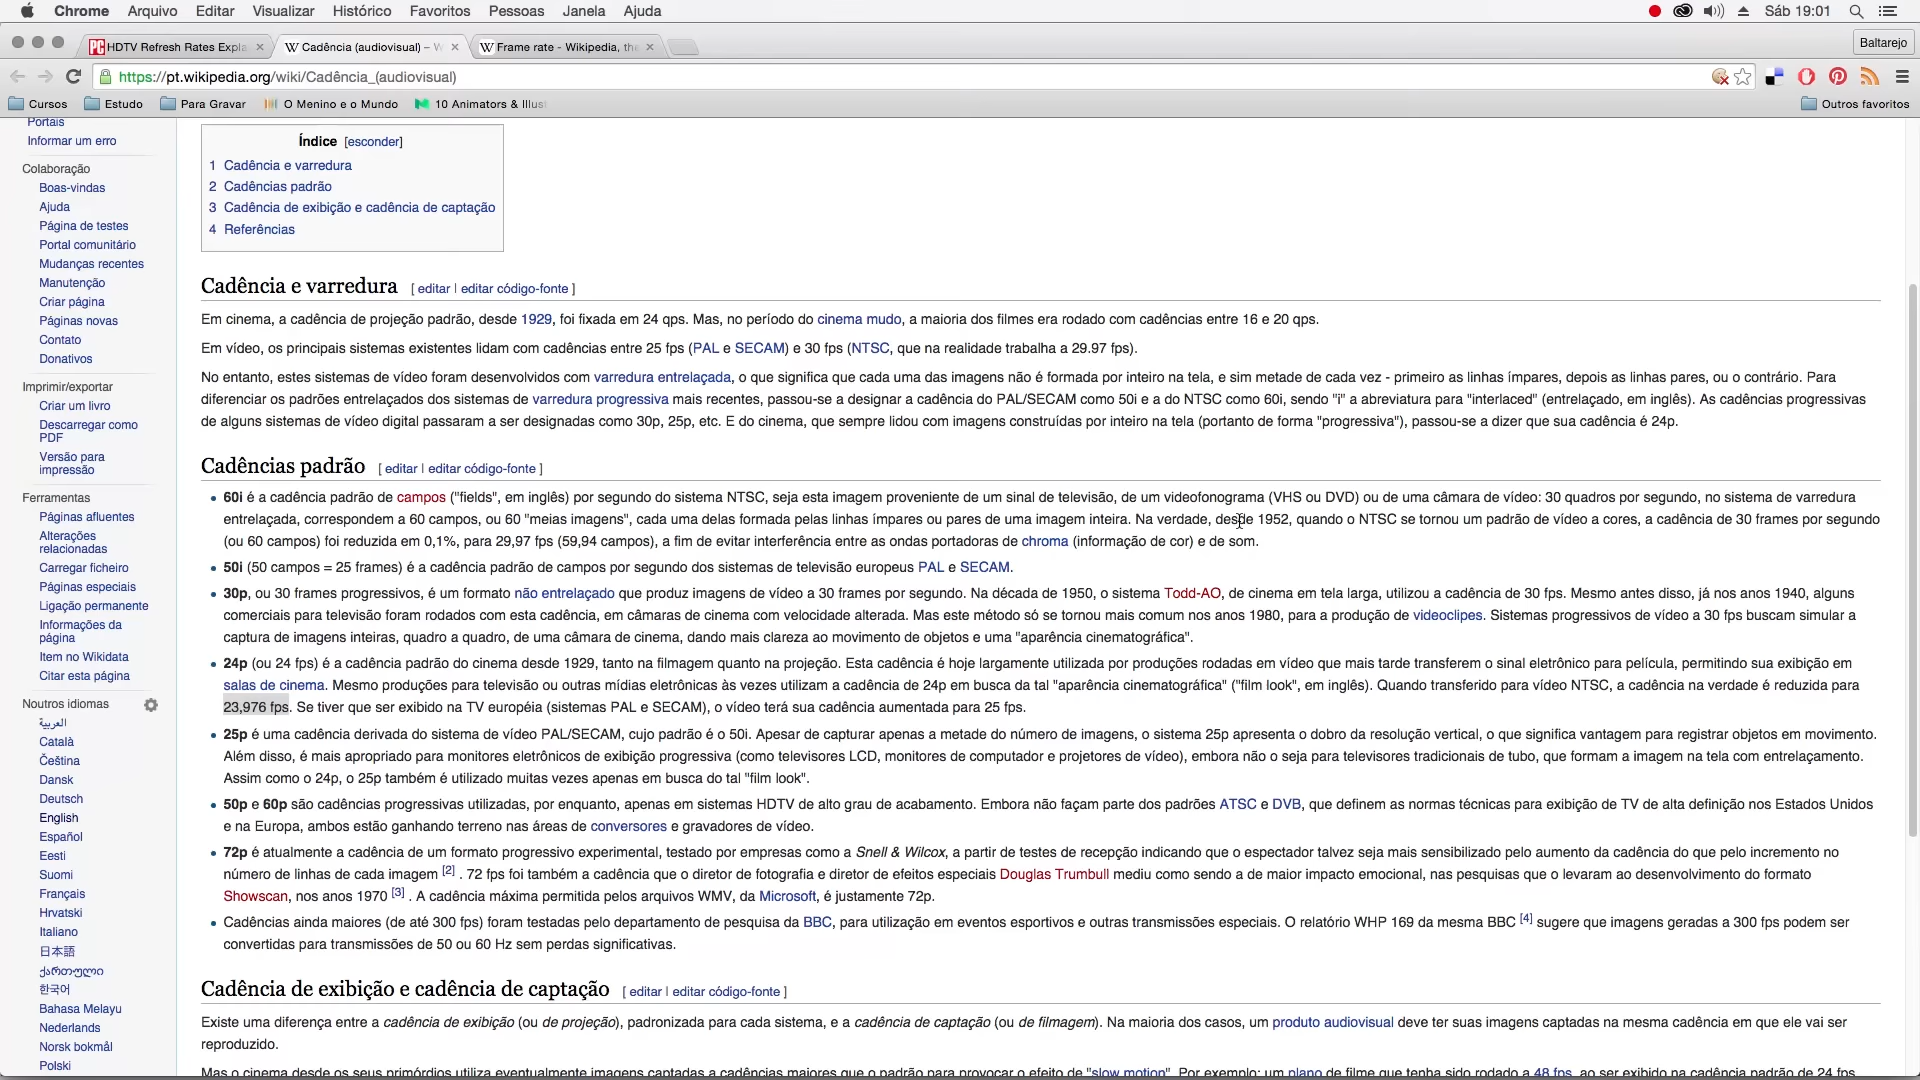 Chrome Arquivo Editar Visualizar Histórico Favoritos Pessoas Janela Ajuda Sáb 19:01
HDTV Refresh Rates Expla Cadência (audiovisual) – W Frame rate - Wikipedia, the Baltarejo
https://pt.wikipedia.org/wiki/Cadência_(audiovisual)
Cursos Estudo Para Gravar O Menino e o Mundo 10 Animators & Illus Outros favoritos
Portais
Informar um erro
Colaboração
Boas-vindas
Ajuda
Página de testes
Portal comunitário
Mudanças recentes
Manutenção
Criar página
Páginas novas
Contato
Donativos
Imprimir/exportar
Criar um livro
Descarregar como
PDF
Versão para
impressão
Ferramentas
Páginas afluentes
Alterações
relacionadas
Carregar ficheiro
Páginas especiais
Ligação permanente
Informações da
página
Item no Wikidata
Citar esta página
Noutros idiomas
العربية
Català
Čeština
Dansk
Deutsch
English
Español
Eesti
Suomi
Français
Hrvatski
Italiano
日本語
ქართული
한국어
Bahasa Melayu
Nederlands
Norsk bokmål
Polski
Índice [esconder]
1 Cadência e varredura
2 Cadências padrão
3 Cadência de exibição e cadência de captação
4 Referências
Cadência e varredura [ editar | editar código-fonte ]
Em cinema, a cadência de projeção padrão, desde 1929, foi fixada em 24 qps. Mas, no período do cinema mudo, a maioria dos filmes era rodado com cadências entre 16 e 20 qps.
Em vídeo, os principais sistemas existentes lidam com cadências entre 25 fps (PAL e SECAM) e 30 fps (NTSC, que na realidade trabalha a 29.97 fps).
No entanto, estes sistemas de vídeo foram desenvolvidos com varredura entrelaçada, o que significa que cada uma das imagens não é formada por inteiro na tela, e sim metade de cada vez - primeiro as linhas ímpares, depois as linhas pares, ou o contrário. Para
diferenciar os padrões entrelaçados dos sistemas de varredura progressiva mais recentes, passou-se a designar a cadência do PAL/SECAM como 50i e a do NTSC como 60i, sendo "i" a abreviatura para "interlaced" (entrelaçado, em inglês). As cadências progressivas
de alguns sistemas de vídeo digital passaram a ser designadas como 30p, 25p, etc. E do cinema, que sempre lidou com imagens construídas por inteiro na tela (portanto de forma "progressiva"), passou-se a dizer que sua cadência é 24p.
Cadências padrão [ editar | editar código-fonte ]
• 60i é a cadência padrão de campos ("fields", em inglês) por segundo do sistema NTSC, seja esta imagem proveniente de um sinal de televisão, de um videofonograma (VHS ou DVD) ou de uma câmara de vídeo: 30 quadros por segundo, no sistema de varredura
entrelaçada, correspondem a 60 campos, ou 60 "meias imagens", cada uma delas formada pelas linhas ímpares ou pares de uma imagem inteira. Na verdade, desde 1952, quando o NTSC se tornou um padrão de vídeo a cores, a cadência de 30 frames por segundo
(ou 60 campos) foi reduzida em 0,1%, para 29,97 fps (59,94 campos), a fim de evitar interferência entre as ondas portadoras de chroma (informação de cor) e de som.
• 50i (50 campos = 25 frames) é a cadência padrão de campos por segundo dos sistemas de televisão europeus PAL e SECAM.
• 30p, ou 30 frames progressivos, é um formato não entrelaçado que produz imagens de vídeo a 30 frames por segundo. Na década de 1950, o sistema Todd-AO, de cinema em tela larga, utilizou a cadência de 30 fps. Mesmo antes disso, já nos anos 1940, alguns
comerciais para televisão foram rodados com esta cadência, em câmaras de cinema com velocidade alterada. Mas este método só se tornou mais comum nos anos 1980, para a produção de videoclipes. Sistemas progressivos de vídeo a 30 fps buscam simular a
captura de imagens inteiras, quadro a quadro, de uma câmara de cinema, dando mais clareza ao movimento de objetos e uma "aparência cinematográfica".
• 24p (ou 24 fps) é a cadência padrão do cinema desde 1929, tanto na filmagem quanto na projeção. Esta cadência é hoje largamente utilizada por produções rodadas em vídeo que mais tarde transferem o sinal eletrônico para película, permitindo sua exibição em
salas de cinema. Mesmo produções para televisão ou outras mídias eletrônicas às vezes utilizam a cadência de 24p em busca da tal "aparência cinematográfica" ("film look", em inglês). Quando transferido para vídeo NTSC, a cadência na verdade é reduzida para
23,976 fps. Se tiver que ser exibido na TV européia (sistemas PAL e SECAM), o vídeo terá sua cadência aumentada para 25 fps.
• 25p é uma cadência derivada do sistema de vídeo PAL/SECAM, cujo padrão é o 50i. Apesar de capturar apenas a metade do número de imagens, o sistema 25p apresenta o dobro da resolução vertical, o que significa vantagem para registrar objetos em movimento.
Além disso, é mais apropriado para monitores eletrônicos de exibição progressiva (como televisores LCD, monitores de computador e projetores de vídeo), embora não o seja para televisores tradicionais de tubo, que formam a imagem na tela com entrelaçamento.
Assim como o 24p, o 25p também é utilizado muitas vezes apenas em busca do tal "film look".
• 50p e 60p são cadências progressivas utilizadas, por enquanto, apenas em sistemas HDTV de alto grau de acabamento. Embora não façam parte dos padrões ATSC e DVB, que definem as normas técnicas para exibição de TV de alta definição nos Estados Unidos
e na Europa, ambos estão ganhando terreno nas áreas de conversores e gravadores de vídeo.
• 72p é atualmente a cadência de um formato progressivo experimental, testado por empresas como a Snell & Wilcox, a partir de testes de recepção indicando que o espectador talvez seja mais sensibilizado pelo aumento da cadência do que pelo incremento no
número de linhas de cada imagem [2] . 72 fps foi também a cadência que o diretor de fotografia e diretor de efeitos especiais Douglas Trumbull mediu como sendo a de maior impacto emocional, nas pesquisas que o levaram ao desenvolvimento do formato
Showscan, nos anos 1970 [3] . A cadência máxima permitida pelos arquivos WMV, da Microsoft, é justamente 72p.
• Cadências ainda maiores (de até 300 fps) foram testadas pelo departamento de pesquisa da BBC, para utilização em eventos esportivos e outras transmissões especiais. O relatório WHP 169 da mesma BBC [4] sugere que imagens geradas a 300 fps podem ser
convertidas para transmissões de 50 ou 60 Hz sem perdas significativas.
Cadência de exibição e cadência de captação [ editar | editar código-fonte ]
Existe uma diferença entre a cadência de exibição (ou de projeção), padronizada para cada sistema, e a cadência de captação (ou de filmagem). Na maioria dos casos, um produto audiovisual deve ter suas imagens captadas na mesma cadência em que ele vai ser
reproduzido.
Mas o cinema desde os seus primórdios utiliza eventualmente imagens captadas a cadências maiores que o padrão para provocar o efeito de "slow motion". Por exemplo: um plano de filme que tenha sido rodado a 48 fps, ao ser exibido na cadência padrão de 24 fps,